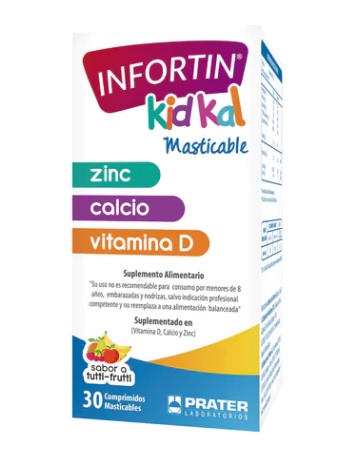 INFORTIN®
Kid Kal
Masticable
zinc
calcio
vitamina D
Suplemento Alimentario
"Su uso no es recomendable para consumo por menores de 8
años, embarazadas y nodrizas, salvo indicación profesional
competente y no reemplaza a una alimentación balanceada"
Suplementado en
(Vitamina D, Calcio y Zinc)
sabor a
tutti-frutti
30 Comprimidos
Masticables
PRATER
LABORATORIOS